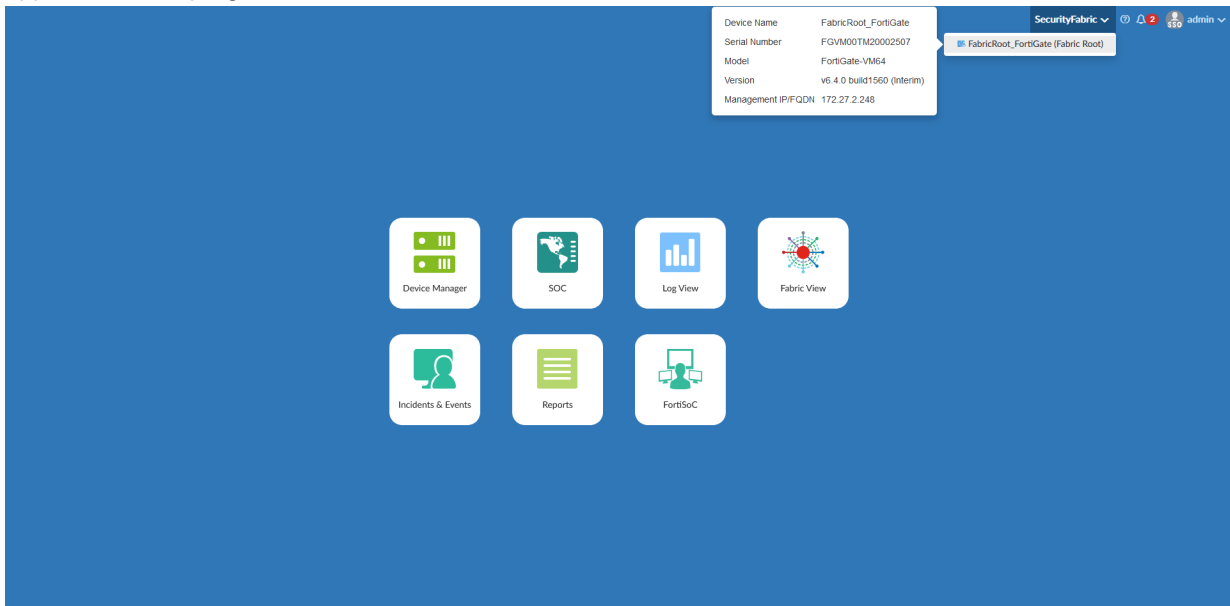 Device Name FabricRoot_FortiGate
Serial Number FGVM00TM20002507
Model FortiGate-VM64
Version v6.4.0 build1560 (Interim)
Management IP/FQDN 172.27.2.248
SecurityFabric
2
SSO
admin
FabricRoot_FortiGate (Fabric Root)
Device Manager
SOC
Log View
Fabric View
Incidents & Events
Reports
FortiSoC